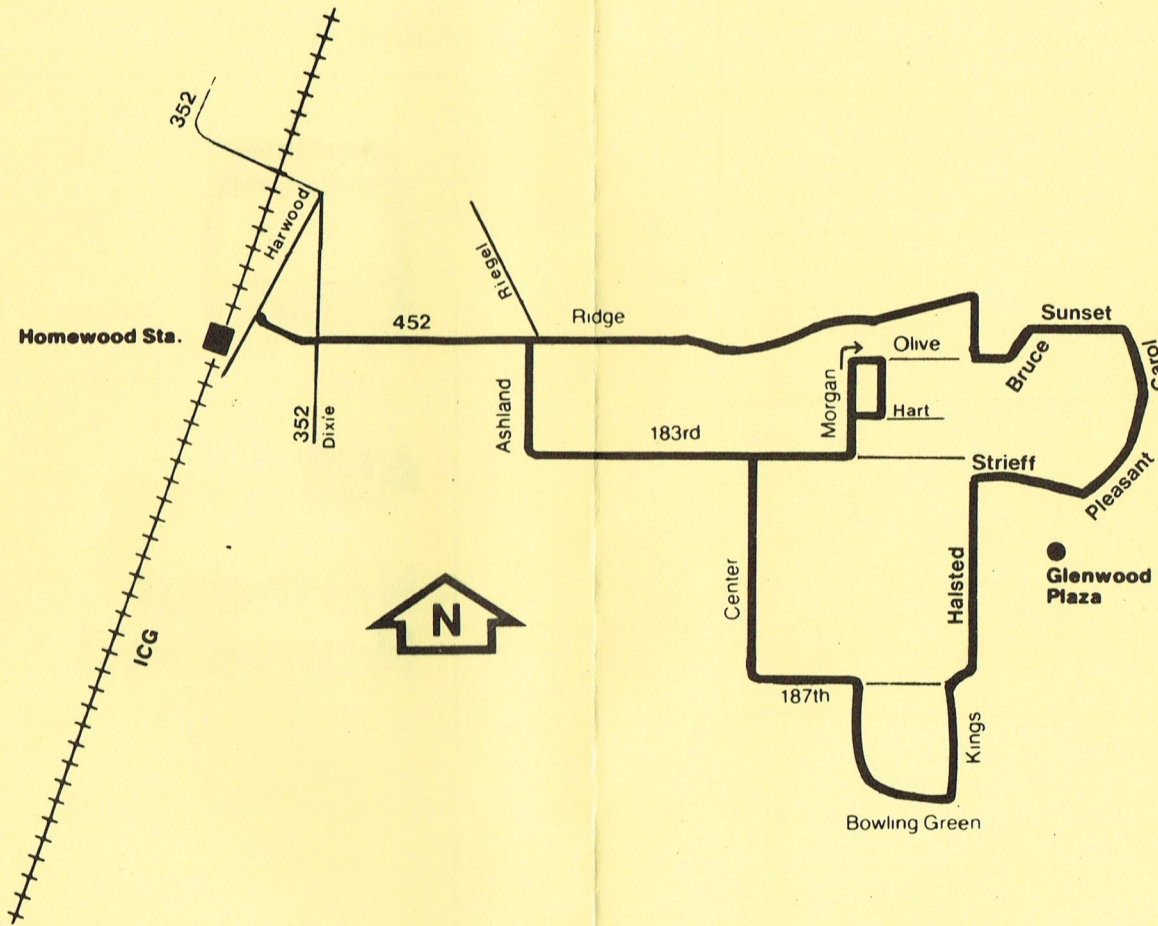 352
Harwood
Riegel
Homewood Sta.
452
Ridge
Sunset
Olive
Bruce
Carol
352
Dixie
Ashland
Morgan
Hart
183rd
Strieff
Pleasant
Center
Halsted
Glenwood
Plaza
N
ICG
187th
Kings
Bowling Green